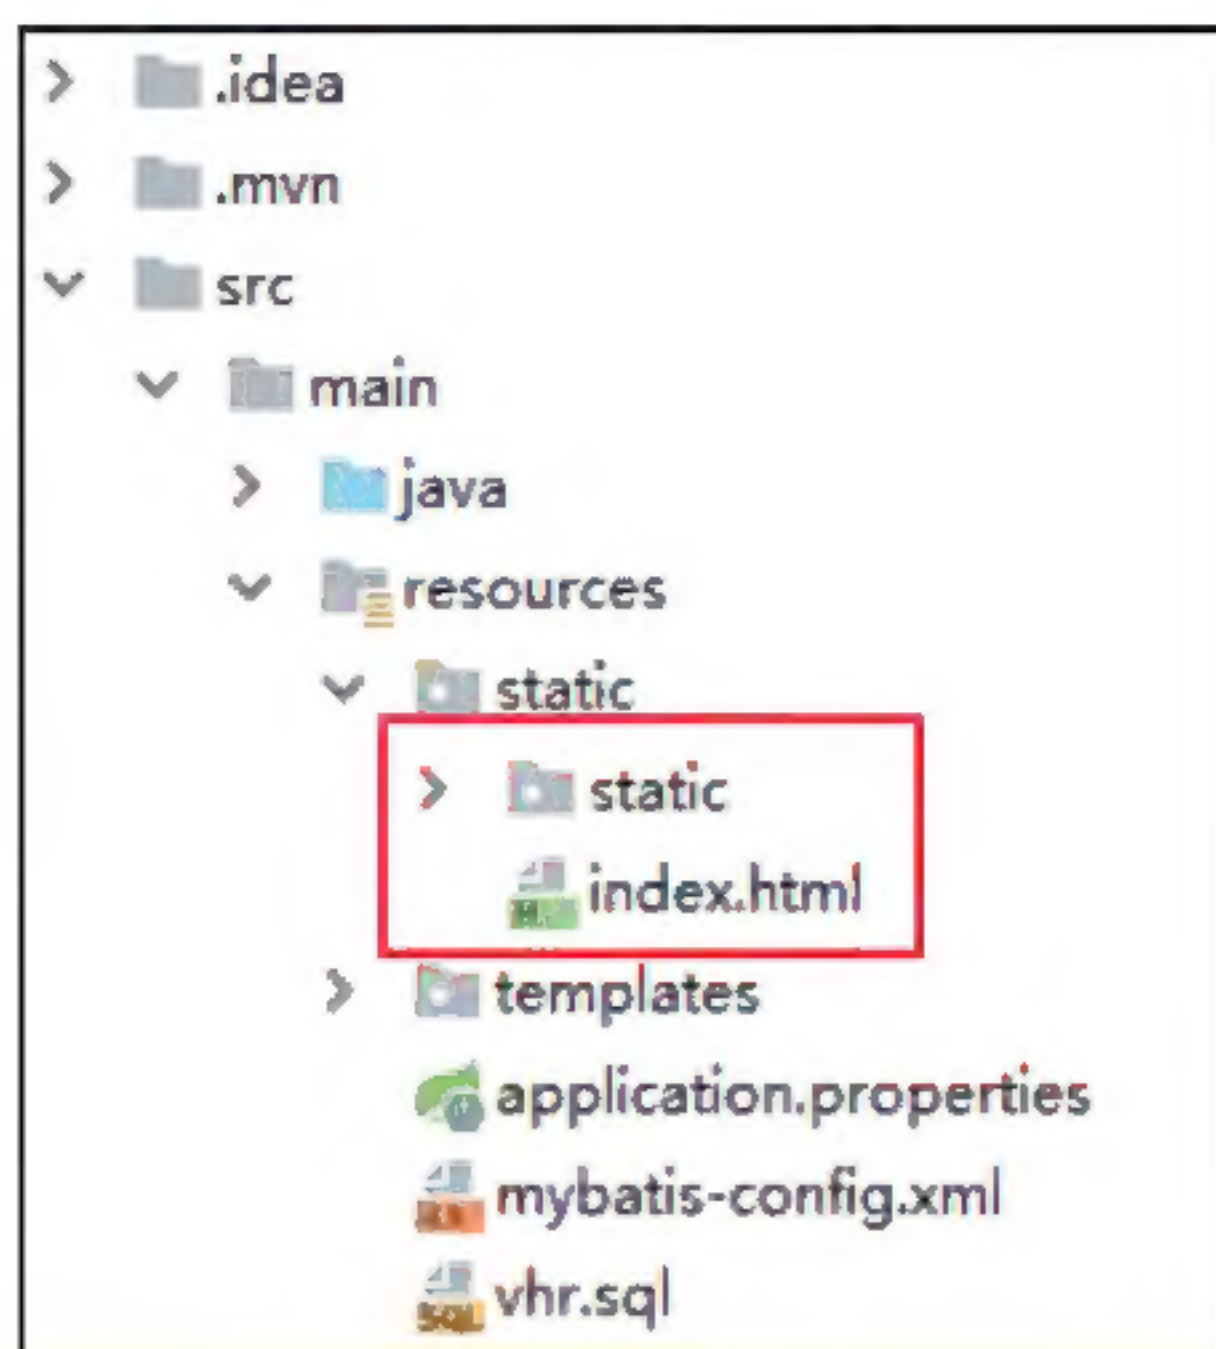 .idea
.mvn
src
main
java
resources
static
static
index.html
templates
application.properties
mybatis-config.xml
vhr.sql